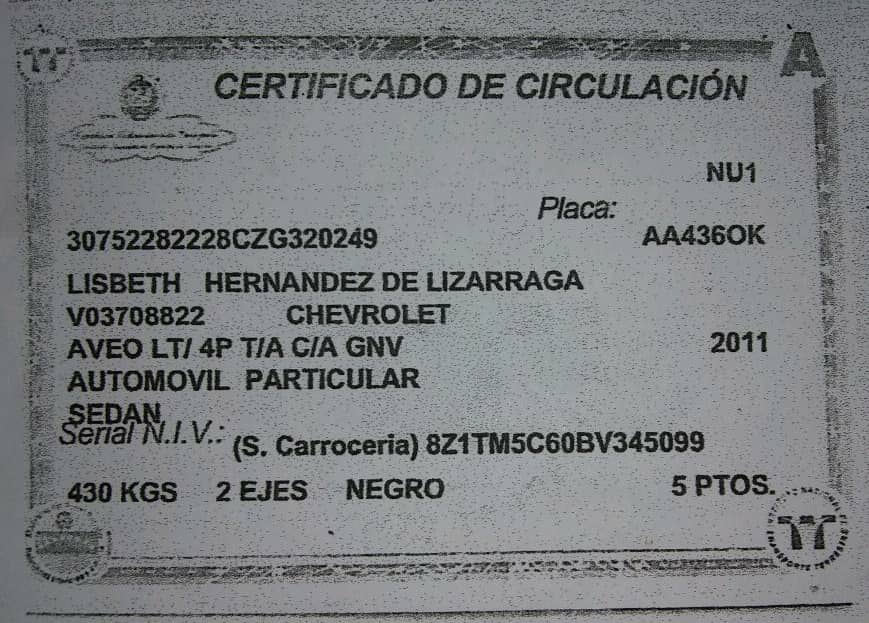 A
CERTIFICADO DE CIRCULACIÓN
NU1
Placa:
30752282228CZG320249 AA436OK
LISBETH HERNANDEZ DE LIZARRAGA
V03708822 CHEVROLET
AVEO LT/ 4P T/A C/A GNV 2011
AUTOMOVIL PARTICULAR
SEDAN
Serial N.I.V.: (S. Carroceria) 8Z1TM5C60BV345099
430 KGS 2 EJES NEGRO 5 PTOS.